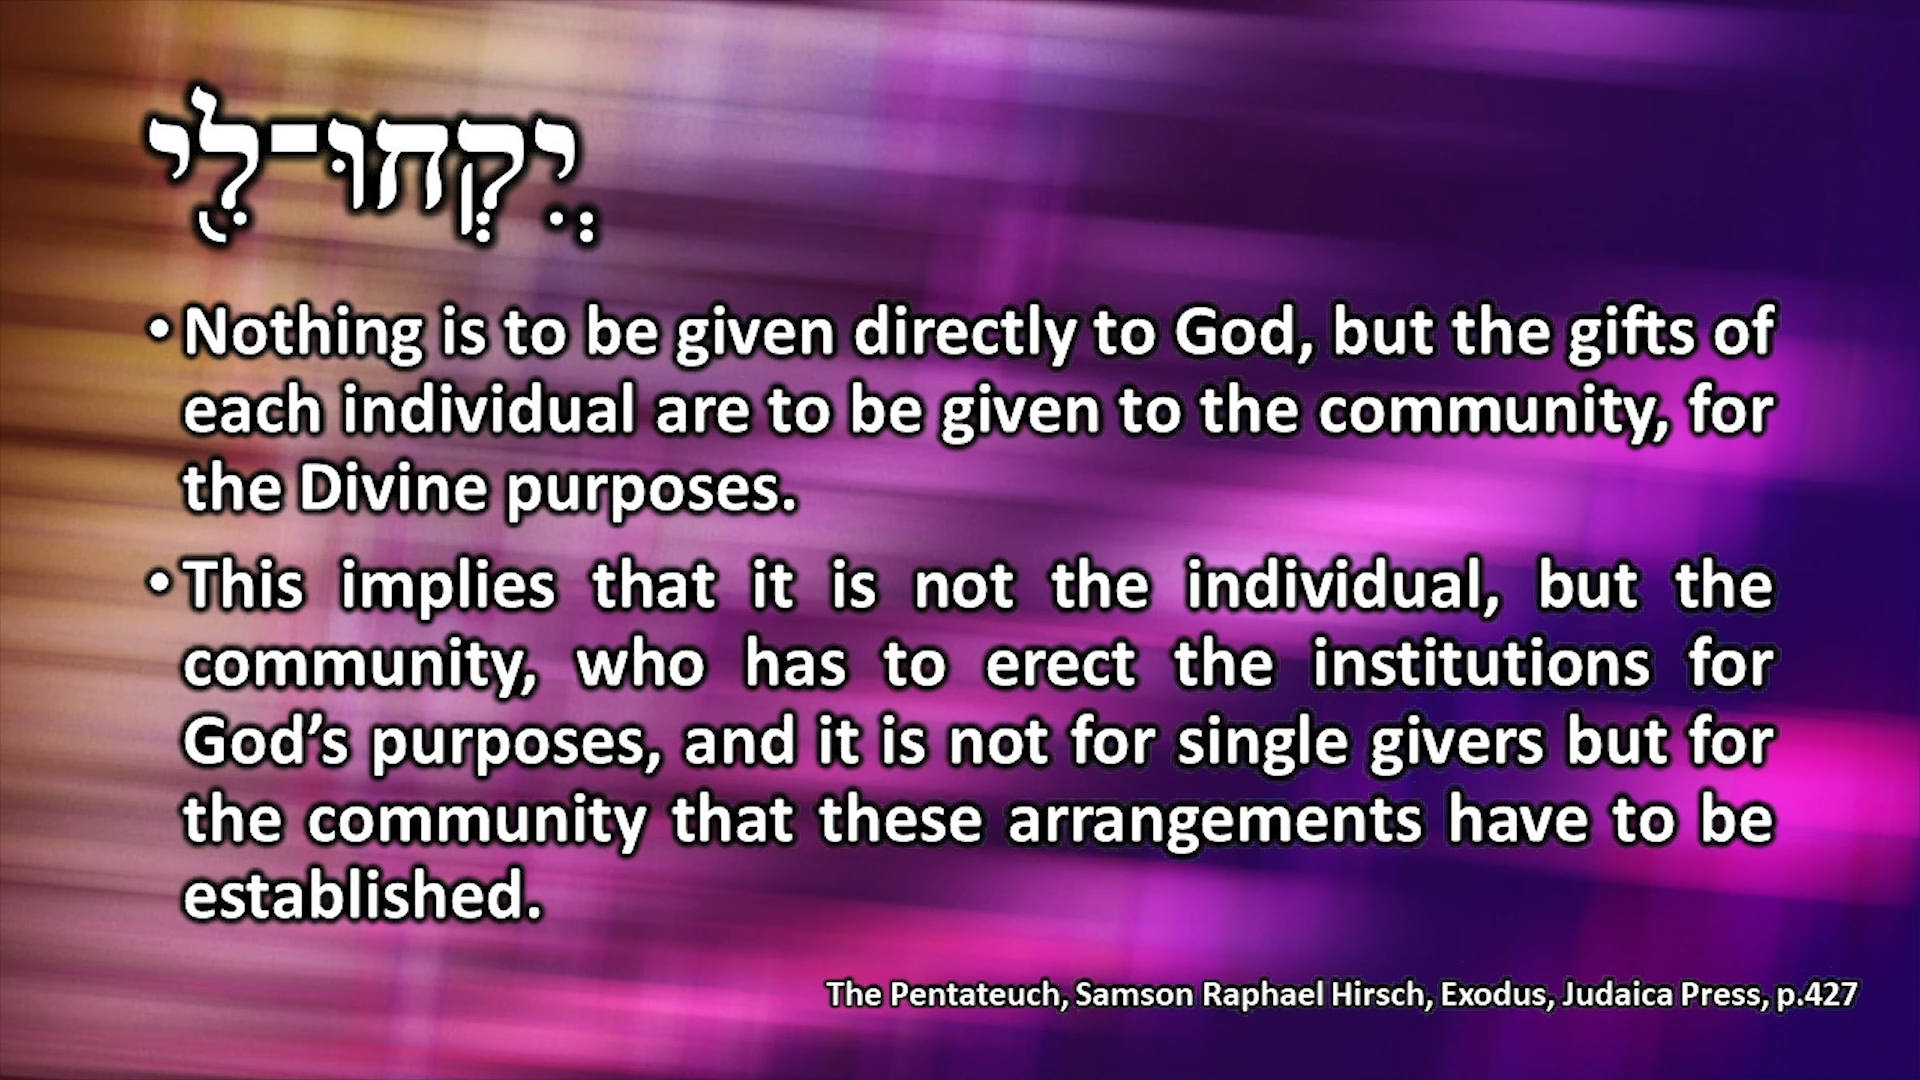 ְיִקְחוּ־לִ֖י
• Nothing is to be given directly to God, but the gifts of
each individual are to be given to the community, for
the Divine purposes.
• This implies that it is not the individual, but the
community, who has to erect the institutions for
God’s purposes, and it is not for single givers but for
the community that these arrangements have to be
established.
The Pentateuch, Samson Raphael Hirsch, Exodus, Judaica Press, p.427